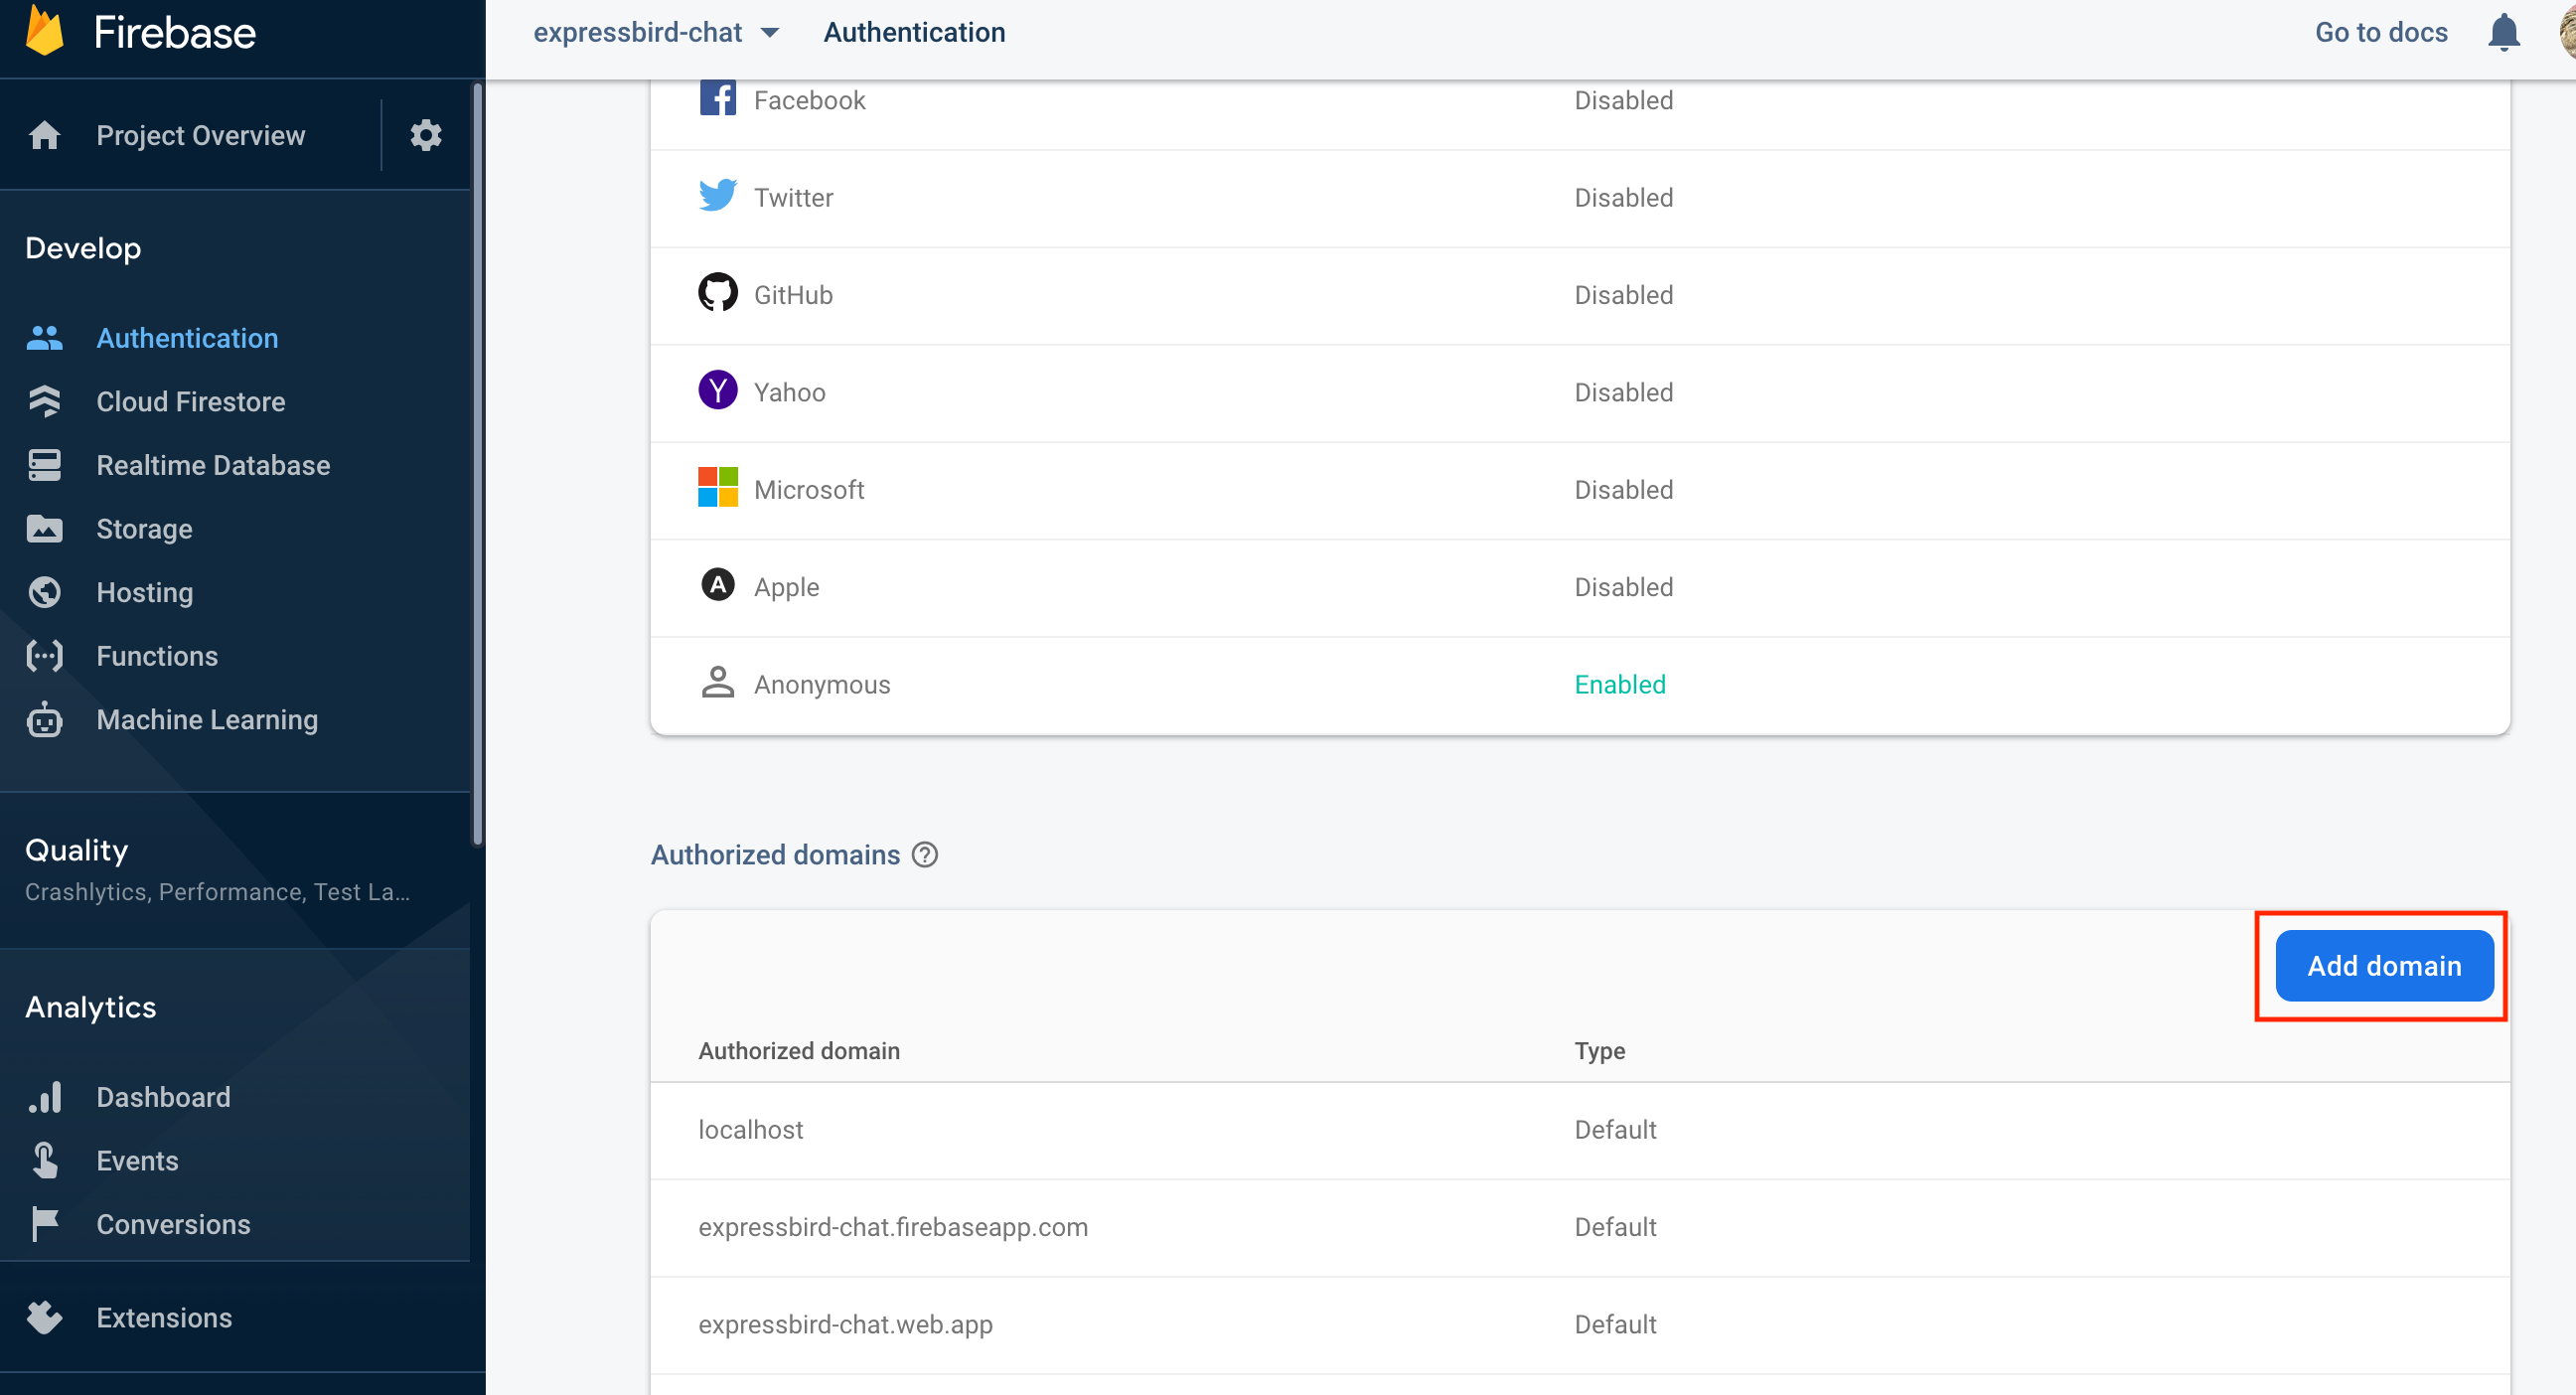 Firebase
expressbird-chat
Authentication
Go to docs
Project Overview
Develop
Authentication
Cloud Firestore
Realtime Database
Storage
Hosting
Functions
Machine Learning
Quality
Crashlytics, Performance, Test La...
Analytics
Dashboard
Events
Conversions
Extensions
Facebook Disabled
Twitter Disabled
GitHub Disabled
Yahoo Disabled
Microsoft Disabled
Apple Disabled
Anonymous Enabled
Authorized domains
Add domain
Authorized domain Type
localhost Default
expressbird-chat.firebaseapp.com Default
expressbird-chat.web.app Default